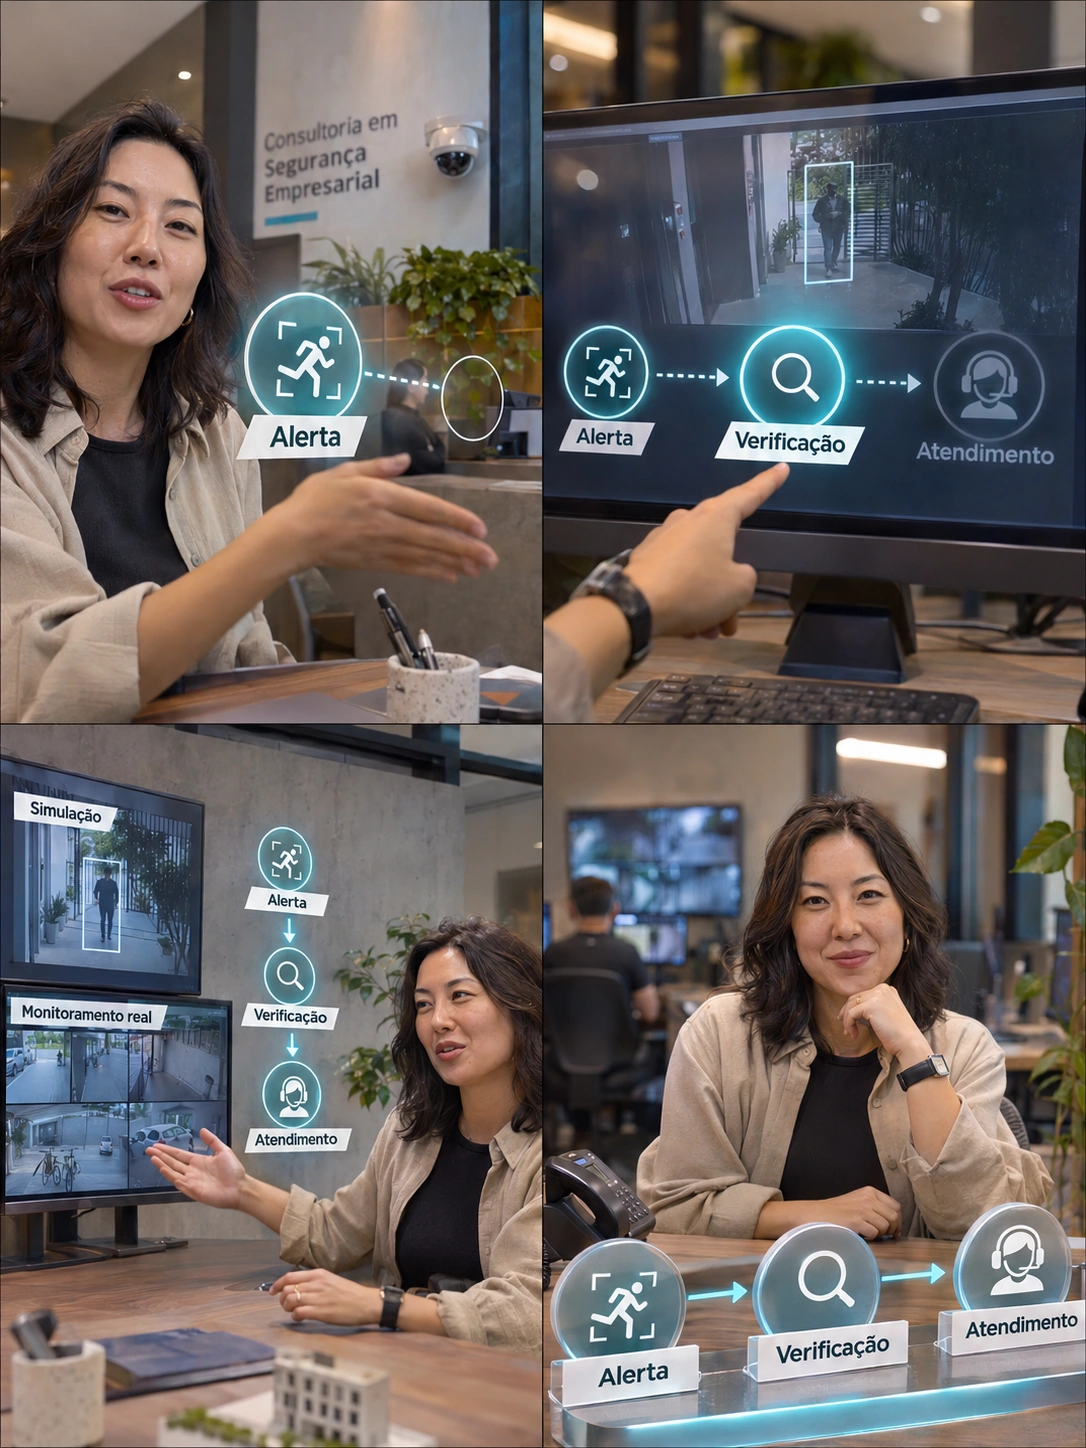 Consultoria em
Segurança
Empresarial
Alerta
Alerta
Verificação
Atendimento
Simulação
Alerta
Verificação
Monitoramento real
Atendimento
Alerta
Verificação
Atendimento